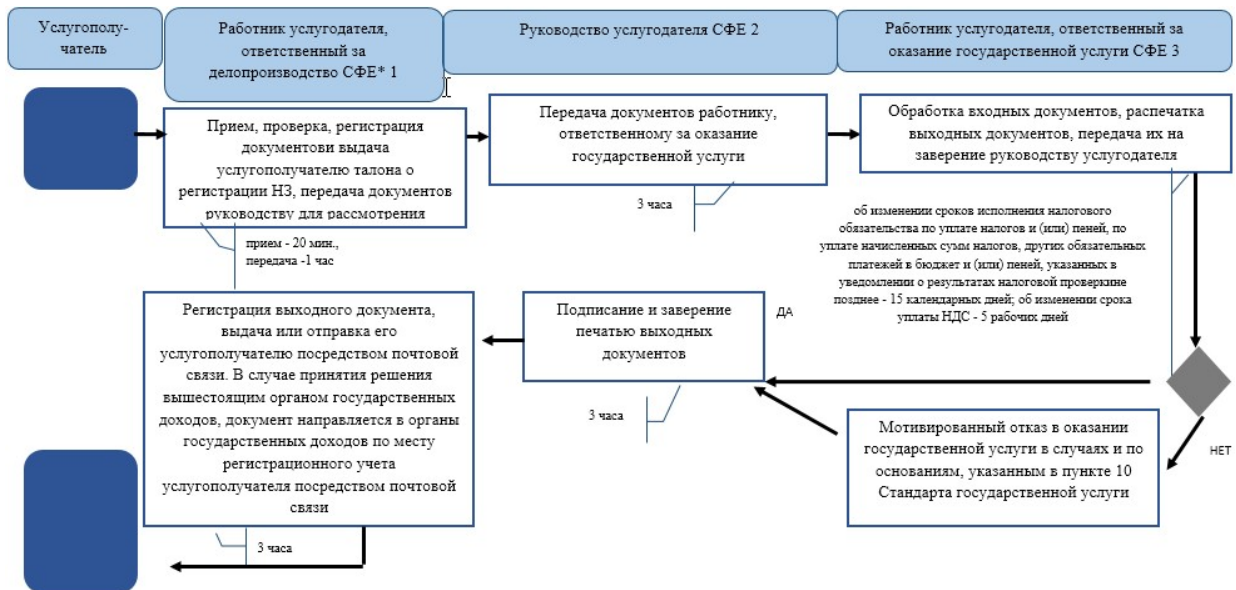 Услугополу-
чатель
Работник услугодателя,
ответственный за
делопроизводство СФЕ* 1
Руководство услугодателя СФЕ 2
Работник услугодателя, ответственный за
оказание государственной услуги СФЕ 3
Прием, проверка, регистрация
документови выдача
услугополучателю талона о
регистрации НЗ, передача документов
руководству для рассмотрения
прием - 20 мин.,
передача -1 час
Передача документов работнику,
ответственному за оказание
государственной услуги
3 часа
Обработка входных документов, распечатка
выходных документов, передача их на
заверение руководству услугодателя
об изменении сроков исполнения налогового
обязательства по уплате налогов и (или) пеней, по
уплате начисленных сумм налогов, других обязательных
платежей в бюджет и (или) пеней, указанных в
уведомлении о результатах налоговой проверкине
позднее - 15 календарных дней; об изменении срока
уплаты НДС - 5 рабочих дней
Регистрация выходного документа,
выдача или отправка его
услугополучателю посредством почтовой
связи. В случае принятия решения
вышестоящим органом государственных
доходов, документ направляется в органы
государственных доходов по месту
регистрационного учета
услугополучателя посредством почтовой
связи
3 часа
Подписание и заверение
печатью выходных
документов
ДА
3 часа
Мотивированный отказ в оказании
государственной услуги в случаях и по
основаниям, указанным в пункте 10
Стандарта государственной услуги
НЕТ